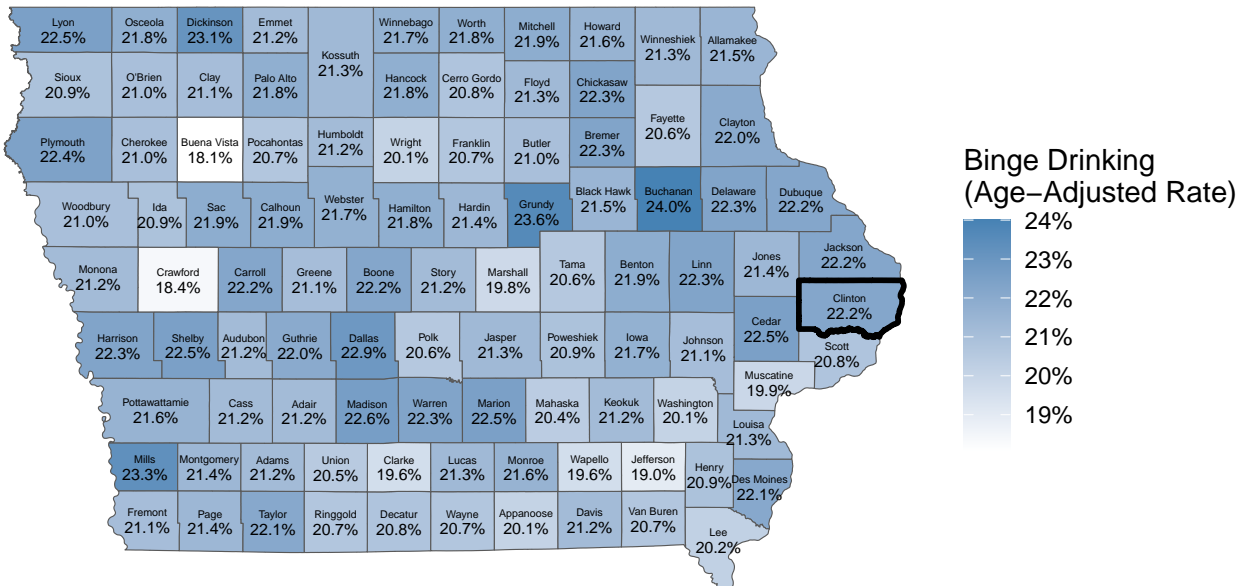 Lyon
22.5%
Osceola
21.8%
Dickinson
23.1%
Emmet
21.2%
Kossuth
21.3%
Winnebago
21.7%
Worth
21.8%
Mitchell
21.9%
Howard
21.6%
Winneshiek
21.3%
Allamakee
21.5%
Sioux
20.9%
O'Brien
21.0%
Clay
21.1%
Palo Alto
21.8%
Hancock
21.8%
Cerro Gordo
20.8%
Floyd
21.3%
Chickasaw
22.3%
Fayette
20.6%
Clayton
22.0%
Plymouth
22.4%
Cherokee
21.0%
Buena Vista
18.1%
Pocahontas
20.7%
Humboldt
21.2%
Wright
20.1%
Franklin
20.7%
Butler
21.0%
Bremer
22.3%
Woodbury
21.0%
Ida
20.9%
Sac
21.9%
Calhoun
21.9%
Webster
21.7%
Hamilton
21.8%
Hardin
21.4%
Grundy
23.6%
Black Hawk
21.5%
Buchanan
24.0%
Delaware
22.3%
Dubuque
22.2%
Monona
21.2%
Crawford
18.4%
Carroll
22.2%
Greene
21.1%
Boone
22.2%
Story
21.2%
Marshall
19.8%
Tama
20.6%
Benton
21.9%
Linn
22.3%
Jones
21.4%
Jackson
22.2%
Clinton
22.2%
Harrison
22.3%
Shelby
22.5%
Audubon
21.2%
Guthrie
22.0%
Dallas
22.9%
Polk
20.6%
Jasper
21.3%
Poweshiek
20.9%
Iowa
21.7%
Johnson
21.1%
Cedar
22.5%
Scott
20.8%
Muscatine
19.9%
Pottawattamie
21.6%
Cass
21.2%
Adair
21.2%
Madison
22.6%
Warren
22.3%
Marion
22.5%
Mahaska
20.4%
Keokuk
21.2%
Washington
20.1%
Louisa
21.3%
Mills
23.3%
Montgomery
21.4%
Adams
21.2%
Union
20.5%
Clarke
19.6%
Lucas
21.3%
Monroe
21.6%
Wapello
19.6%
Jefferson
19.0%
Henry
20.9%
Des Moines
22.1%
Fremont
21.1%
Page
21.4%
Taylor
22.1%
Ringgold
20.7%
Decatur
20.8%
Wayne
20.7%
Appanoose
20.1%
Davis
21.2%
Van Buren
20.7%
Lee
20.2%
Binge Drinking
(Age−Adjusted Rate)
24%
23%
22%
21%
20%
19%